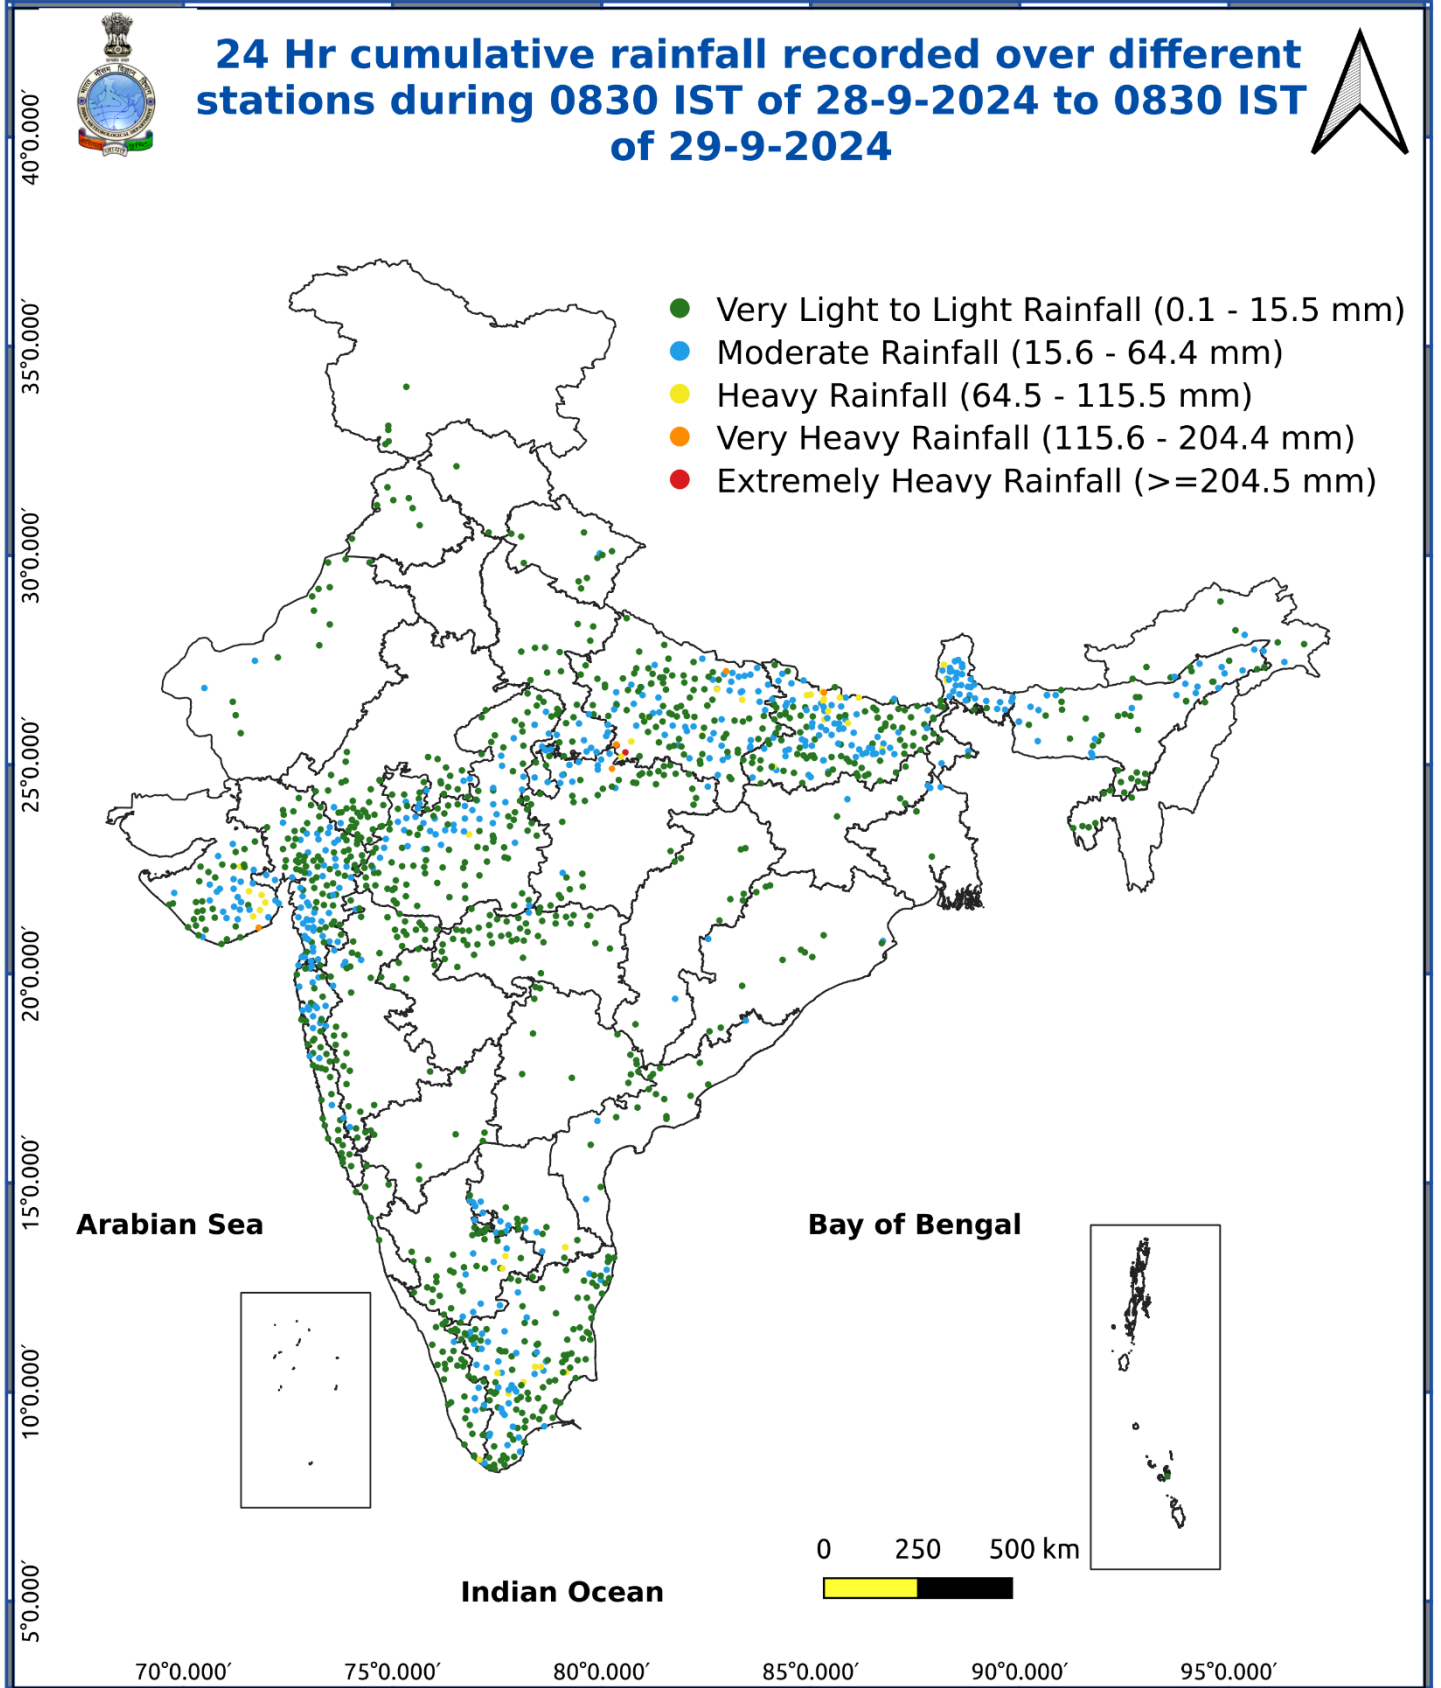 24 Hr cumulative rainfall recorded over different
stations during 0830 IST of 28-9-2024 to 0830 IST
of 29-9-2024
Very Light to Light Rainfall (0.1 - 15.5 mm)
Moderate Rainfall (15.6 - 64.4 mm)
Heavy Rainfall (64.5 - 115.5 mm)
Very Heavy Rainfall (115.6 - 204.4 mm)
Extremely Heavy Rainfall (>=204.5 mm)
40°0.000′
35°0.000′
30°0.000′
25°0.000′
20°0.000′
15°0.000′
10°0.000′
5°0.000′
Arabian Sea
Bay of Bengal
Indian Ocean
0 250 500 km
70°0.000′ 75°0.000′ 80°0.000′ 85°0.000′ 90°0.000′ 95°0.000′